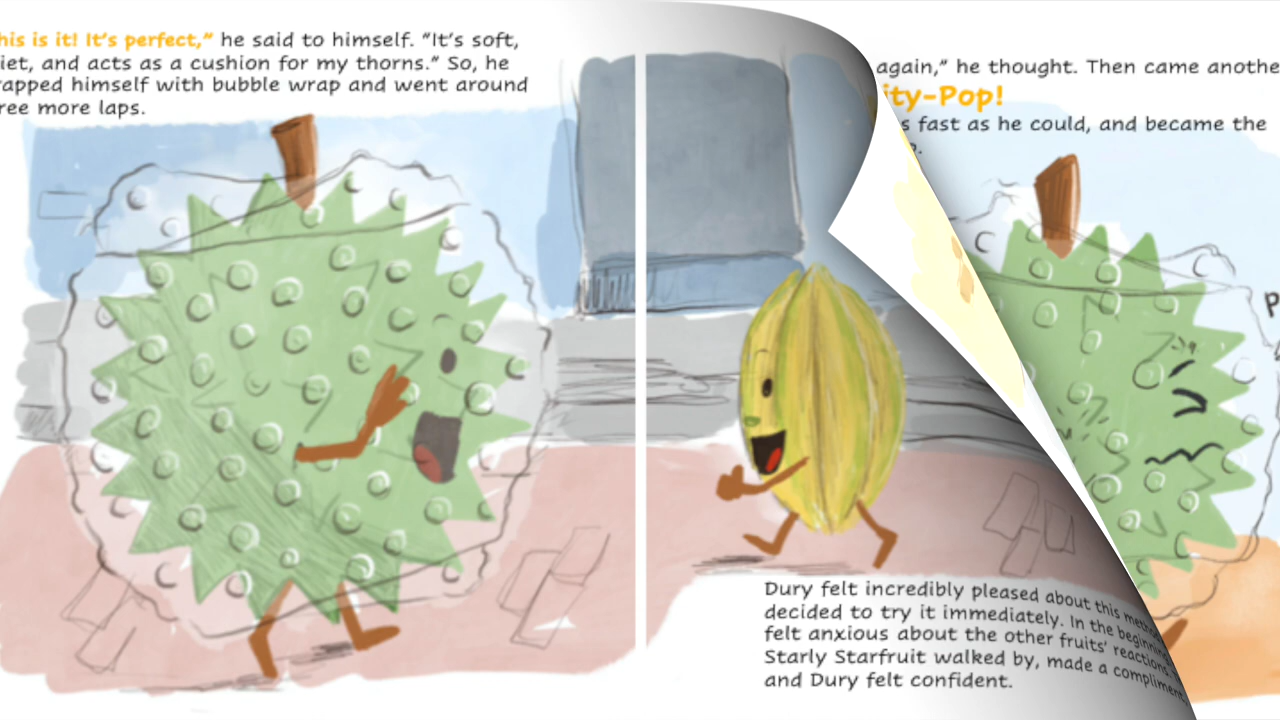 his is it! It's perfect,” he said to himself. “It's soft,
iet, and acts as a cushion for my thorns.” So, he
rapped himself with bubble wrap and went around
ree more laps.
Dury felt incredibly pleased about this
decided to try it immediately. In the beginning
felt anxious about the other fruits' reactions.
Starly Starfruit walked by, made a compliment
and Dury felt confident.
again,” he thought. Then came anothe
ity-Pop!
s fast as he could, and became the